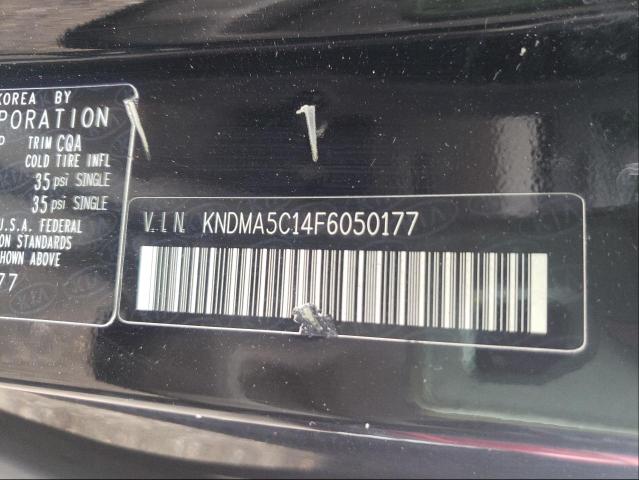 KOREA BY
PORATION
P TRIM CQA
COLD TIRE INFL
35 psi SINGLE
35 psi SINGLE
U.S.A. FEDERAL
ON STANDARDS
SHOWN ABOVE
77
V.I.N. KNDMA5C14F6050177